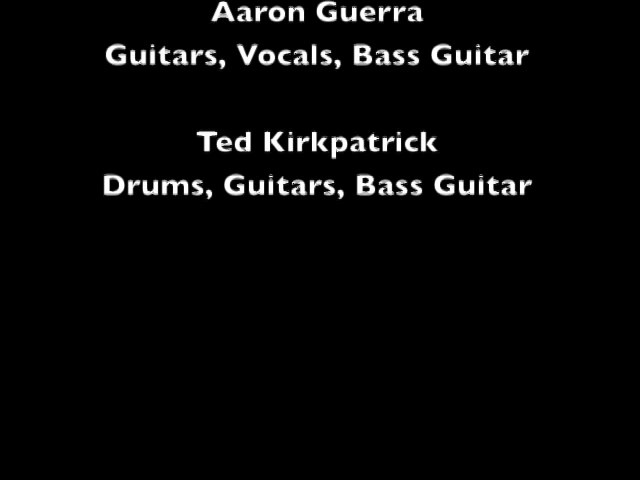 Aaron Guerra
Guitars, Vocals, Bass Guitar
Ted Kirkpatrick
Drums, Guitars, Bass Guitar